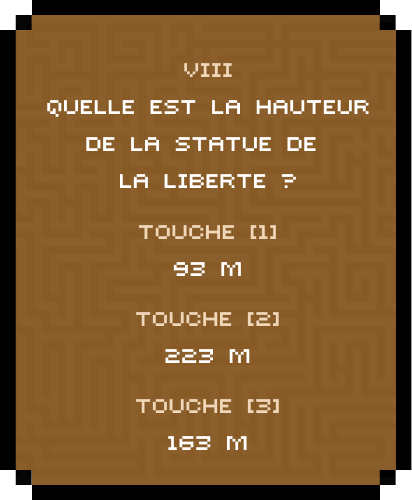 VIII
QUELLE EST LA HAUTEUR
DE LA STATUE DE
LA LIBERTE ?
TOUCHE [1]
93 M
TOUCHE [2]
223 M
TOUCHE [3]
163 M